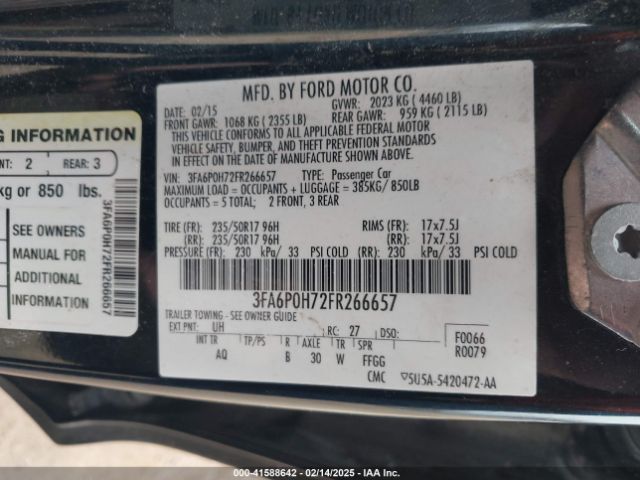 MFD. BY FORD MOTOR CO.
DATE: 02/15 GVWR: 2023 KG ( 4460 LB)
FRONT GAWR: 1068 KG ( 2355 LB) REAR GAWR: 959 KG ( 2115 LB)
THIS VEHICLE CONFORMS TO ALL APPLICABLE FEDERAL MOTOR
VEHICLE SAFETY, BUMPER, AND THEFT PREVENTION STANDARDS
IN EFFECT ON THE DATE OF MANUFACTURE SHOWN ABOVE.
VIN: 3FA6P0H72FR266657 TYPE: Passenger Car
MAXIMUM LOAD = OCCUPANTS + LUGGAGE = 385KG/ 850LB
OCCUPANTS = 5 TOTAL; 2 FRONT, 3 REAR
TIRE (FR): 235/50R17 96H RIMS (FR): 17x7.5J
(RR): 235/50R17 96H (RR): 17x7.5J
PRESSURE (FR): 230 kPa/ 33 PSI COLD (RR): 230 kPa/ 33 PSI COLD
3FA6P0H72FR266657
TRAILER TOWING - SEE OWNER GUIDE
EXT PNT: UH RC: 27 DSO: F0066
INT TR TP/PS R AXLE TR SPR R0079
AQ B 30 W FFGG
CMC ▽5U5A-5420472-AA
G INFORMATION
NT: 2 REAR: 3
kg or 850 lbs.
SEE OWNERS
MANUAL FOR
ADDITIONAL
INFORMATION
3FA6P0H72FR266657
Stock No: 41588642 - 02/14/2025 - IAA Inc.